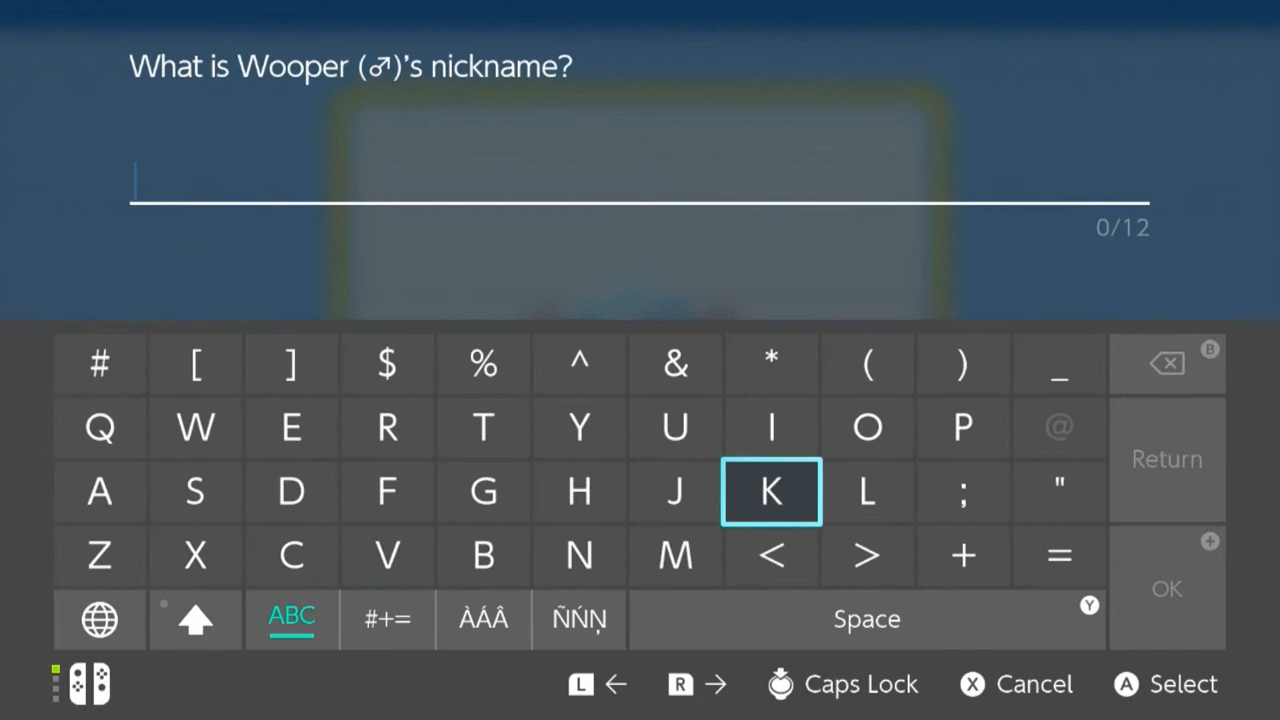 What is Wooper (♂)'s nickname?
0/12
# [ ] $ % ^ & * ( ) _ B
Q W E R T Y U I O P @
A S D F G H J K L ; " Return
Z X C V B N M < > + = + OK
ABC #+= ÀÁÂ ÑŃŅ Space Y
L ← R → Caps Lock X Cancel A Select